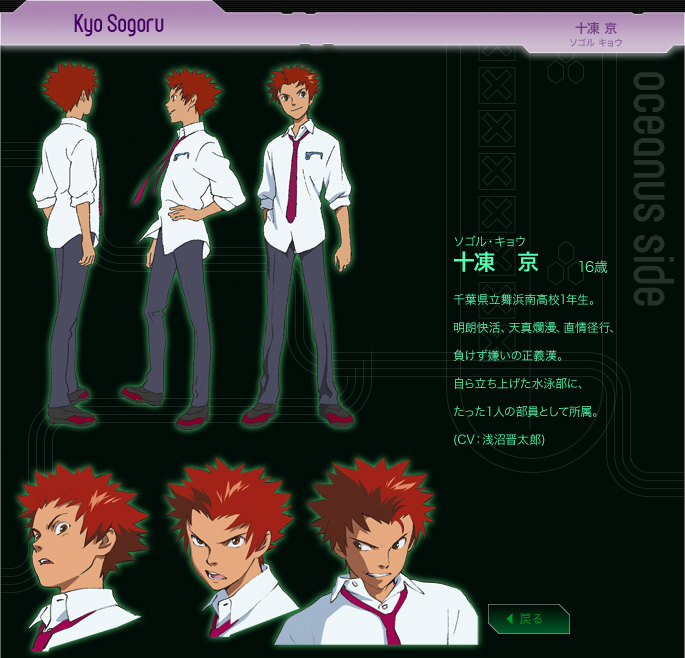 Kyo Sogoru
十凍 京
ソゴル キョウ
oceanus side
ソゴル・キョウ
十凍 京 16歳
千葉県立舞浜南高校1年生。
明朗快活、天真爛漫、直情径行、
負けず嫌いの正義漢。
自ら立ち上げた水泳部に、
たった1人の部員として所属。
(CV：浅沼晋太郎)
戻る